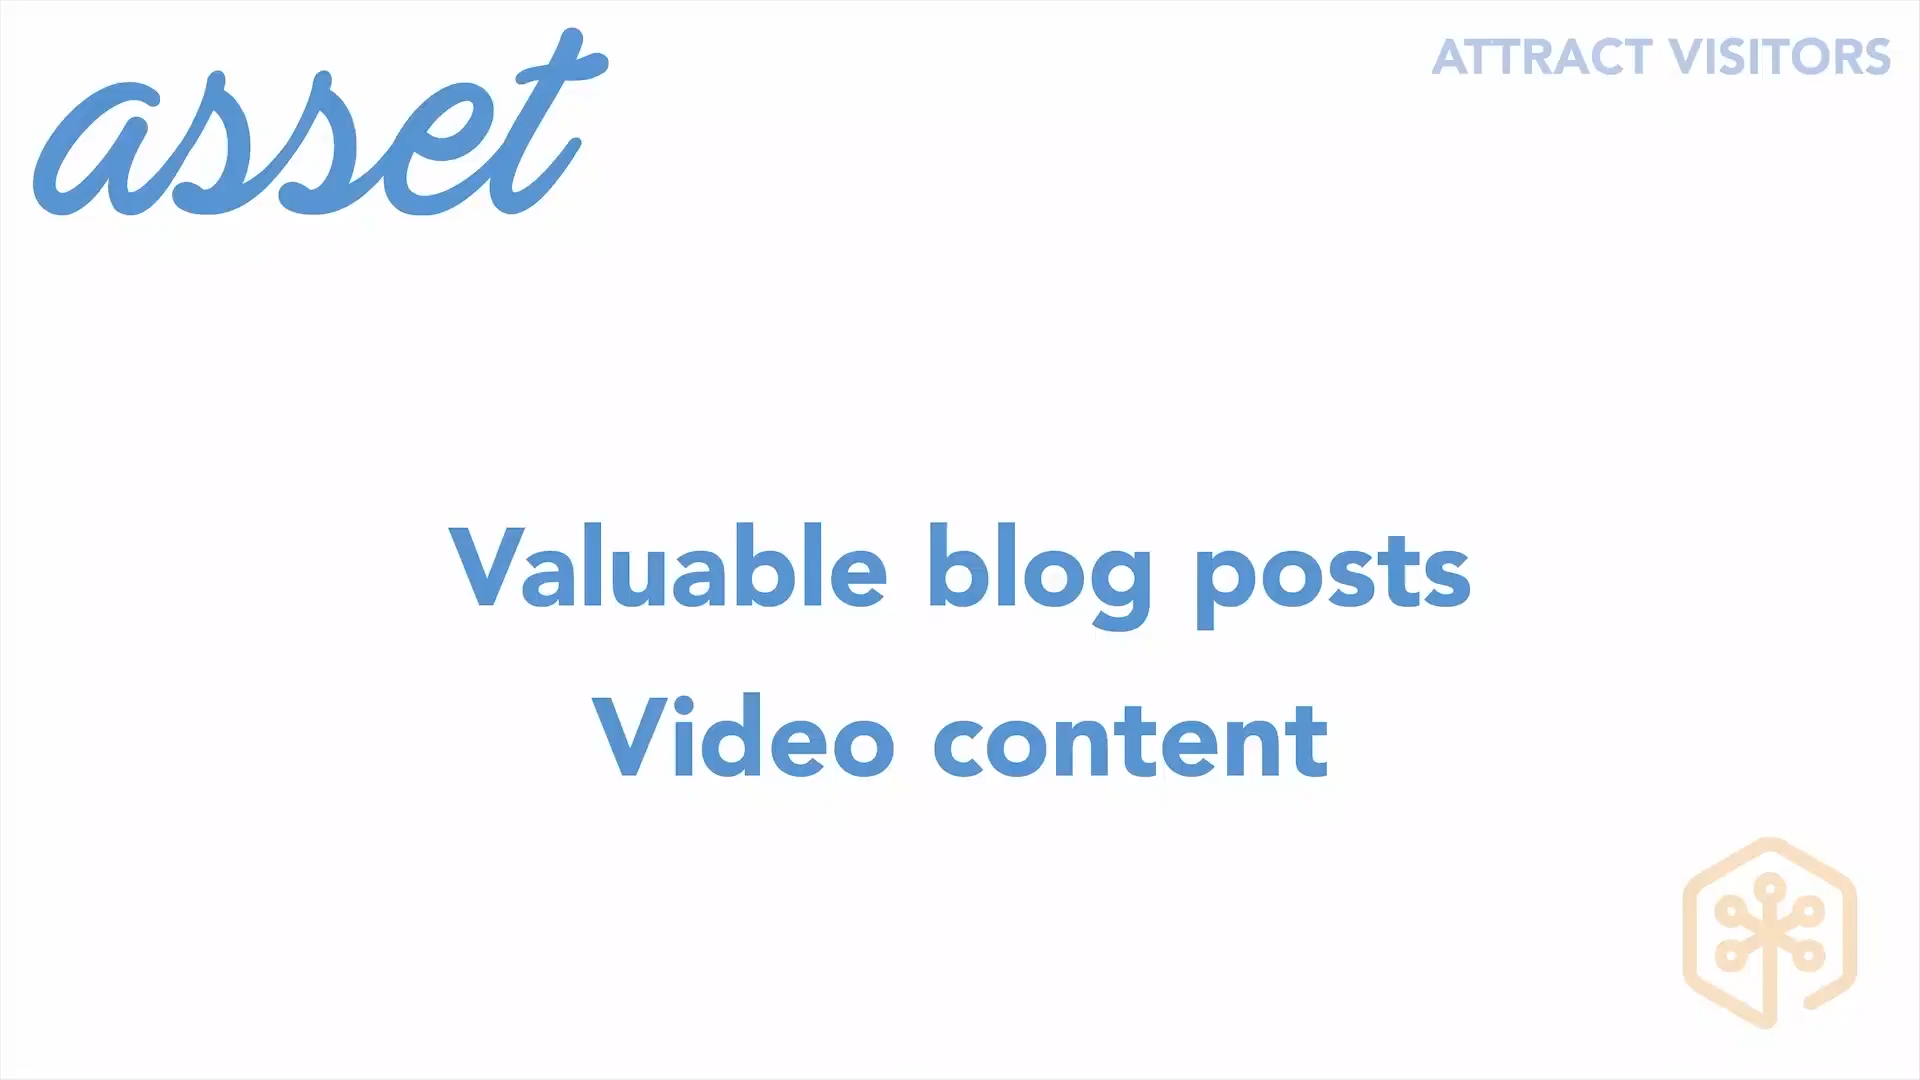 asset
ATTRACT VISITORS
Valuable blog posts
Video content